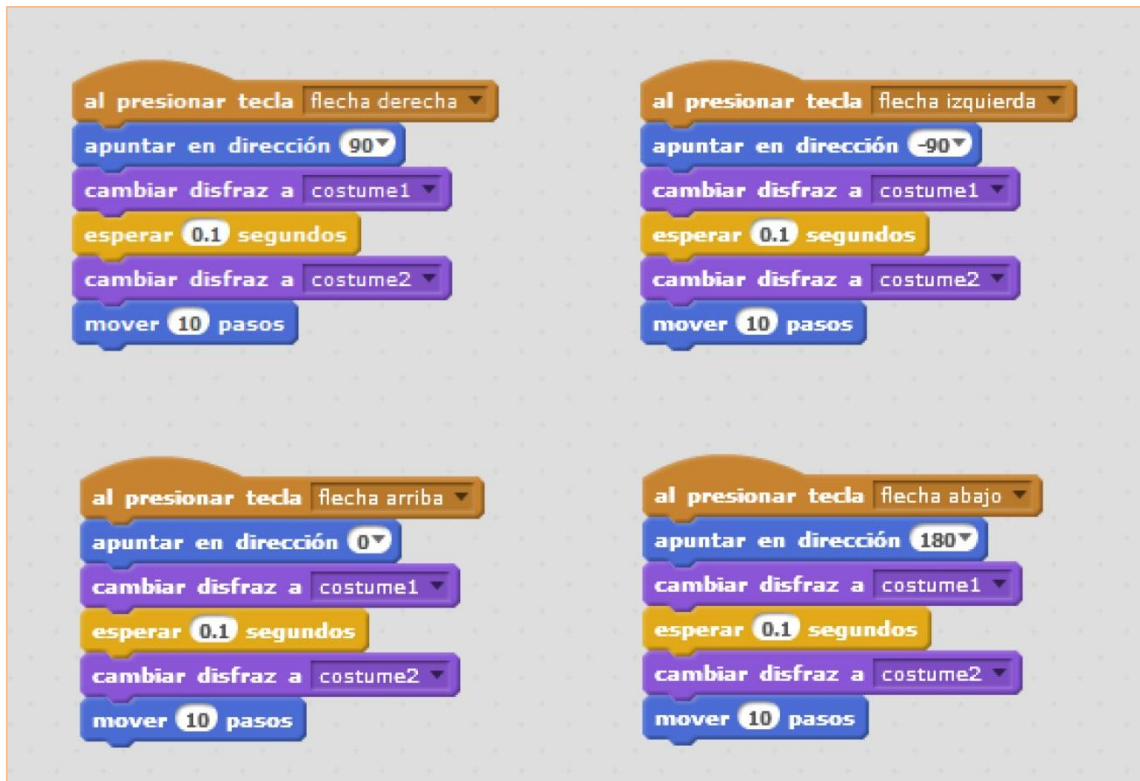 al presionar tecla flecha derecha
apuntar en dirección 90
cambiar disfraz a costume1
esperar 0.1 segundos
cambiar disfraz a costume2
mover 10 pasos
al presionar tecla flecha izquierda
apuntar en dirección -90
cambiar disfraz a costume1
esperar 0.1 segundos
cambiar disfraz a costume2
mover 10 pasos
al presionar tecla flecha arriba
apuntar en dirección 0
cambiar disfraz a costume1
esperar 0.1 segundos
cambiar disfraz a costume2
mover 10 pasos
al presionar tecla flecha abajo
apuntar en dirección 180
cambiar disfraz a costume1
esperar 0.1 segundos
cambiar disfraz a costume2
mover 10 pasos